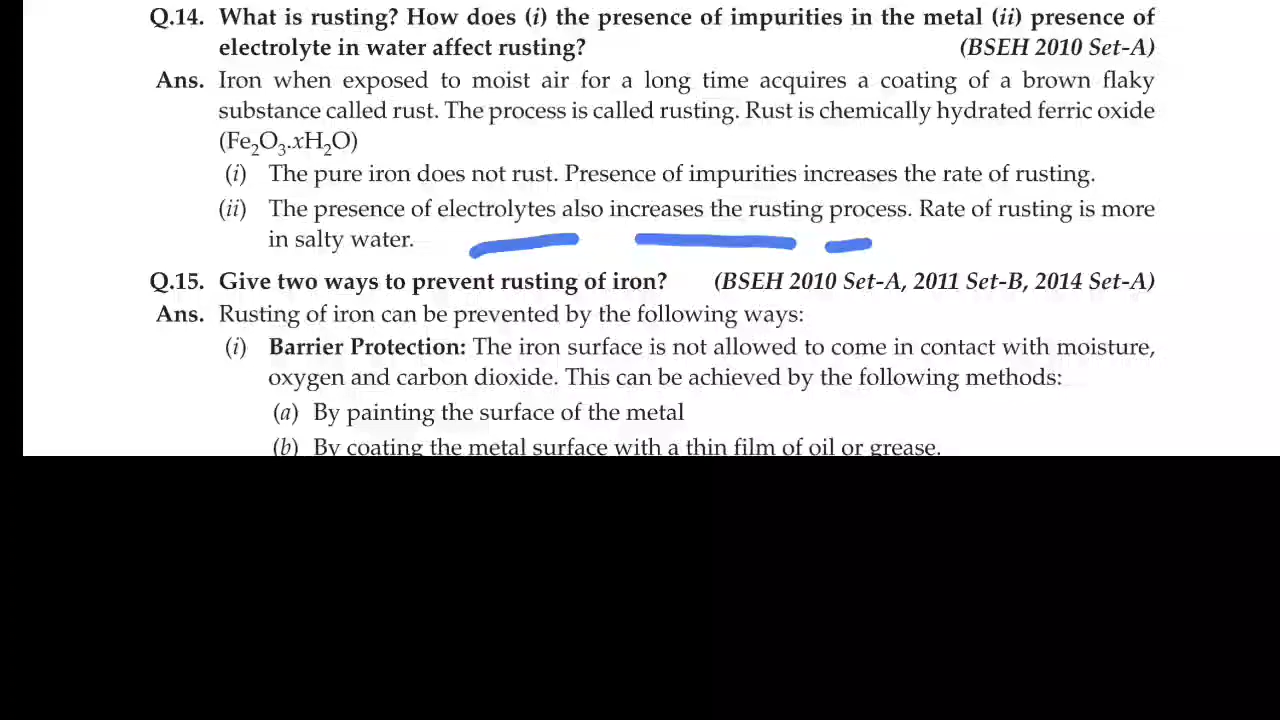 Q.14. What is rusting? How does (i) the presence of impurities in the metal (ii) presence of
electrolyte in water affect rusting? (BSEH 2010 Set-A)
Ans. Iron when exposed to moist air for a long time acquires a coating of a brown flaky
substance called rust. The process is called rusting. Rust is chemically hydrated ferric oxide
(Fe₂O₃.xH₂O)
(i) The pure iron does not rust. Presence of impurities increases the rate of rusting.
(ii) The presence of electrolytes also increases the rusting process. Rate of rusting is more
in salty water.
Q.15. Give two ways to prevent rusting of iron? (BSEH 2010 Set-A, 2011 Set-B, 2014 Set-A)
Ans. Rusting of iron can be prevented by the following ways:
(i) Barrier Protection: The iron surface is not allowed to come in contact with moisture,
oxygen and carbon dioxide. This can be achieved by the following methods:
(a) By painting the surface of the metal
(b) By coating the metal surface with a thin film of oil or grease.